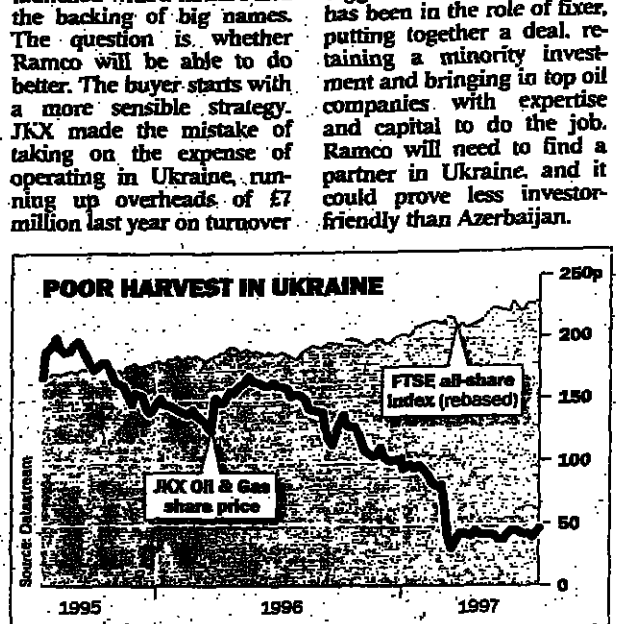 the backing of big names.
The question is whether
Ramco will be able to do
better. The buyer starts with
a more sensible strategy.
JKX made the mistake of
taking on the expense of
operating in Ukraine, run-
ning up overheads of £7
million last year on turnover
has been in the role of fixer,
putting together a deal, re-
taining a minority invest-
ment and bringing in top oil
companies with expertise
and capital to do the job.
Ramco will need to find a
partner in Ukraine, and it
could prove less investor-
friendly than Azerbaijan.
POOR HARVEST IN UKRAINE
250p
200
150
100
50
0
FTSE all-share
index (rebased)
JKX Oil & Gas
share price
Source: Datastream
1995
1996
1997